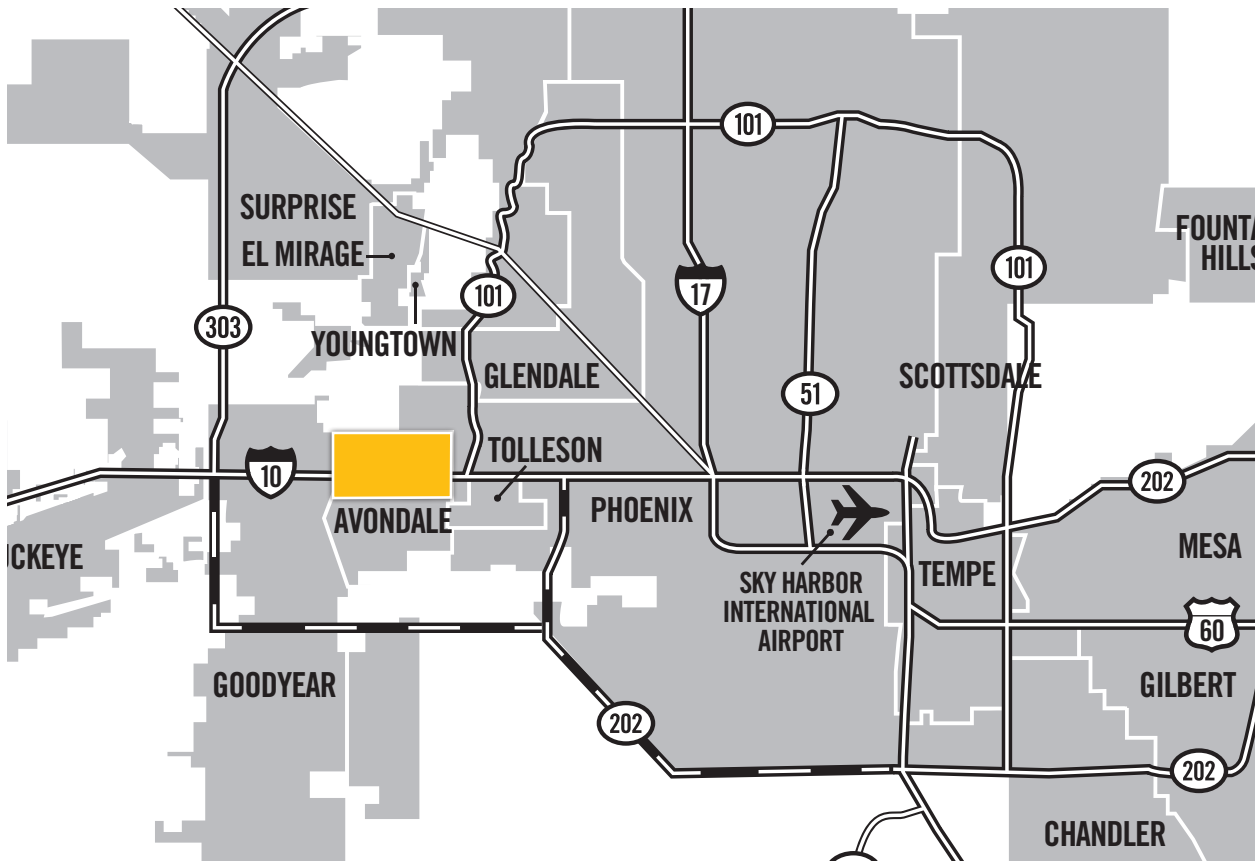 101
SURPRISE
FOUNTA
HILLS
EL MIRAGE
101
101
17
303
YOUNGTOWN
GLENDALE
SCOTTSDALE
51
TOLLESON
10
202
PHOENIX
AVONDALE
MESA
UCKEYE
TEMPE
SKY HARBOR
INTERNATIONAL
AIRPORT
60
GOODYEAR
GILBERT
202
202
CHANDLER